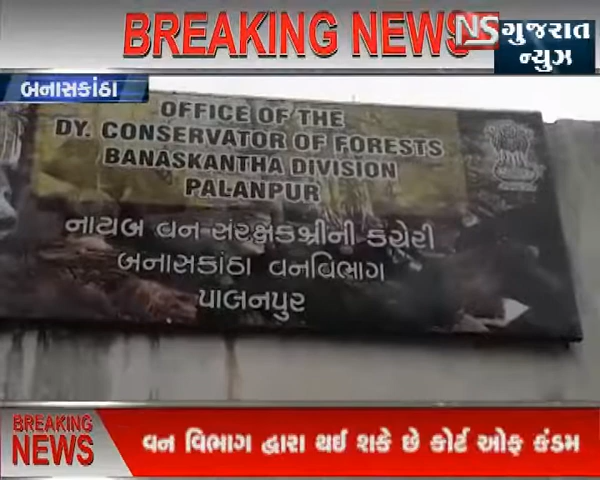 BREAKING NEWS
NS ગુજરાત
ન્યુઝ
બનાસકાંઠા
OFFICE OF THE
DY. CONSERVATOR OF FORESTS
BANASKANTHA DIVISION
PALANPUR
નાયબ વન સંરક્ષકશ્રીની કચેરી
બનાસકાંઠા વનવિભાગ
પાલનપુર
BREAKING
NEWS
વન વિભાગ દ્વારા થઈ શકે છે કોર્ટ ઓફ કંડમ